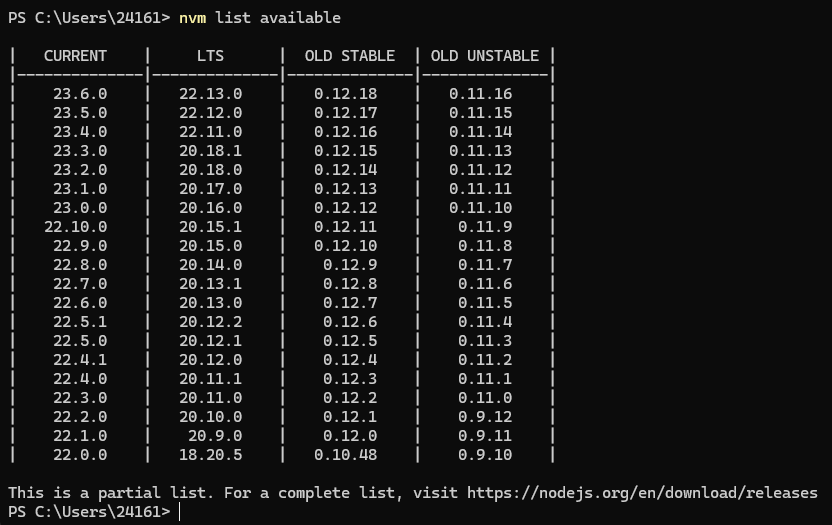 PS C:\Users\24161> nvm list available
|   CURRENT    |     LTS      |  OLD STABLE  | OLD UNSTABLE |
|--------------|--------------|--------------|--------------|
|    23.6.0    |   22.13.0    |   0.12.18    |   0.11.16    |
|    23.5.0    |   22.12.0    |   0.12.17    |   0.11.15    |
|    23.4.0    |   22.11.0    |   0.12.16    |   0.11.14    |
|    23.3.0    |   20.18.1    |   0.12.15    |   0.11.13    |
|    23.2.0    |   20.18.0    |   0.12.14    |   0.11.12    |
|    23.1.0    |   20.17.0    |   0.12.13    |   0.11.11    |
|    23.0.0    |   20.16.0    |   0.12.12    |   0.11.10    |
|   22.10.0    |   20.15.1    |   0.12.11    |    0.11.9    |
|    22.9.0    |   20.15.0    |   0.12.10    |    0.11.8    |
|    22.8.0    |   20.14.0    |    0.12.9    |    0.11.7    |
|    22.7.0    |   20.13.1    |    0.12.8    |    0.11.6    |
|    22.6.0    |   20.13.0    |    0.12.7    |    0.11.5    |
|    22.5.1    |   20.12.2    |    0.12.6    |    0.11.4    |
|    22.5.0    |   20.12.1    |    0.12.5    |    0.11.3    |
|    22.4.1    |   20.12.0    |    0.12.4    |    0.11.2    |
|    22.4.0    |   20.11.1    |    0.12.3    |    0.11.1    |
|    22.3.0    |   20.11.0    |    0.12.2    |    0.11.0    |
|    22.2.0    |   20.10.0    |    0.12.1    |    0.9.12    |
|    22.1.0    |    20.9.0    |    0.12.0    |    0.9.11    |
|    22.0.0    |   18.20.5    |   0.10.48    |    0.9.10    |
This is a partial list. For a complete list, visit https://nodejs.org/en/download/releases
PS C:\Users\24161>